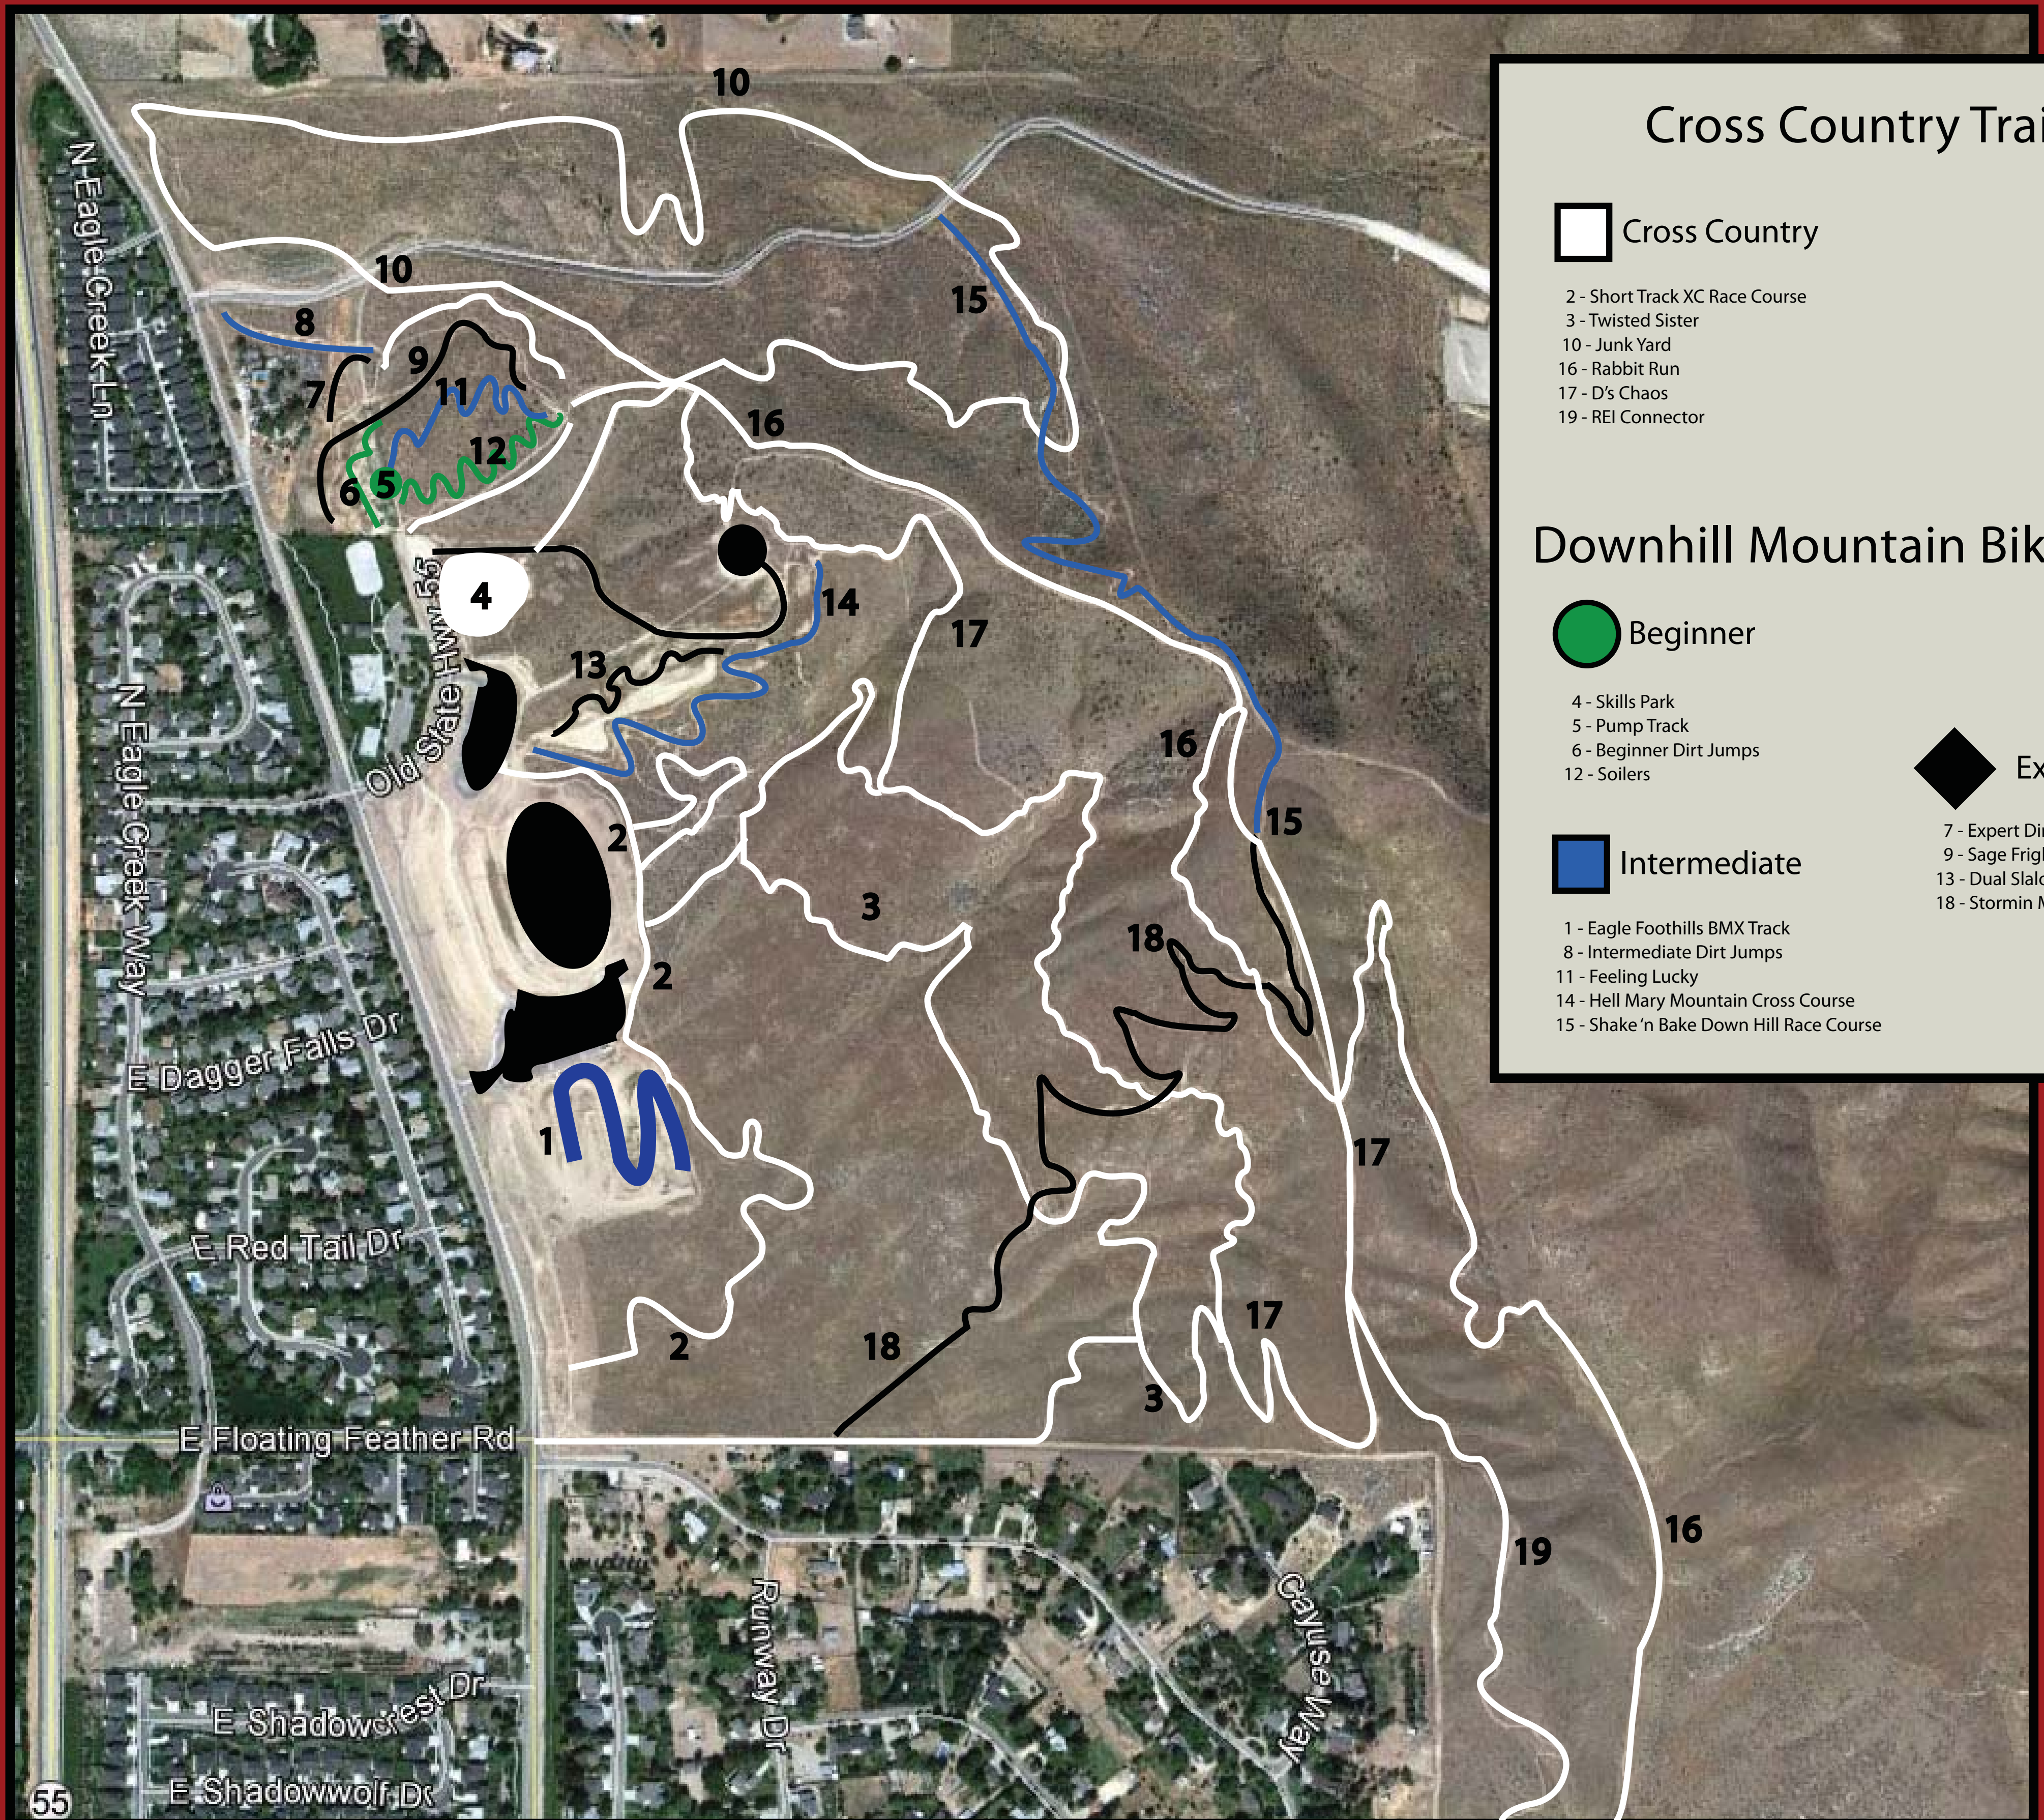 10
Cross Country Trai
Cross Country
2 - Short Track XC Race Course
3 - Twisted Sister
10 - Junk Yard
16 - Rabbit Run
17 - D's Chaos
19 - REI Connector
Downhill Mountain Bik
Beginner
4 - Skills Park
5 - Pump Track
6 - Beginner Dirt Jumps
12 - Soilers
Ex
7 - Expert Di
9 - Sage Frig
13 - Dual Slal
18 - Stormin
Intermediate
1 - Eagle Foothills BMX Track
8 - Intermediate Dirt Jumps
11 - Feeling Lucky
14 - Hell Mary Mountain Cross Course
15 - Shake 'n Bake Down Hill Race Course
N Eagle Creek Ln
10
15
8
9
7
11
16
12
6
5
Old State Hwy 55
4
14
17
13
N Eagle Creek Way
16
15
2
3
18
2
E Dagger Falls Dr
1
17
E Red Tail Dr
17
2
18
3
E Floating Feather Rd
16
19
Runway Dr
Cayuse Way
E Shadowcrest Dr
E Shadowwolf Dr
55